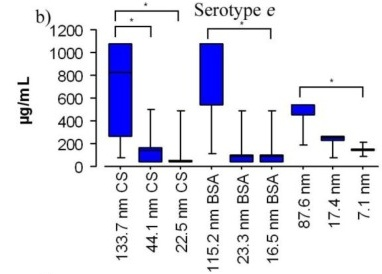 b)
Serotype e
*
*
*
*
µg/mL
1200
1000
800
600
400
200
0
133.7 nm CS
44.1 nm CS
22.5 nm CS
115.2 nm BSA
23.3 nm BSA
16.5 nm BSA
87.6 nm
17.4 nm
7.1 nm